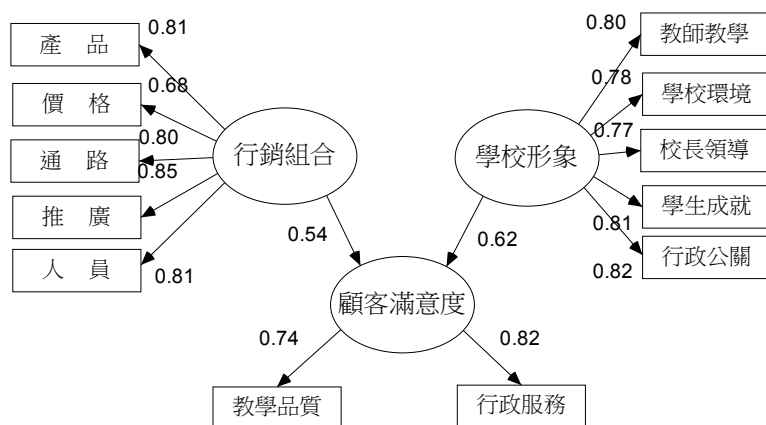 0.81
產 品
0.68
價 格
0.80
通 路
0.85
推 廣
人 員
0.81
行銷組合
0.80
教師教學
0.78
學校環境
0.77
校長領導
學生成就
0.81
行政公關
0.82
學校形象
0.54
0.62
顧客滿意度
0.74
0.82
教學品質
行政服務